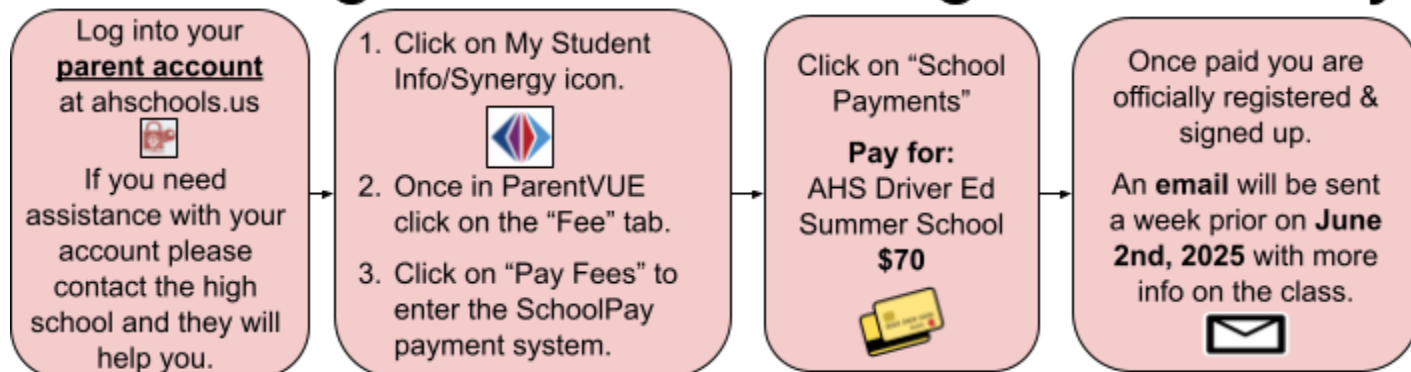 Log into your
parent account
at ahschools.us
If you need
assistance with your
account please
contact the high
school and they will
help you.
1. Click on My Student
Info/Synergy icon.
2. Once in ParentVUE
click on the “Fee” tab.
3. Click on “Pay Fees” to
enter the SchoolPay
payment system.
Click on “School
Payments”
Pay for:
AHS Driver Ed
Summer School
$70
Once paid you are
officially registered &
signed up.
An email will be sent
a week prior on June
2nd, 2025 with more
info on the class.